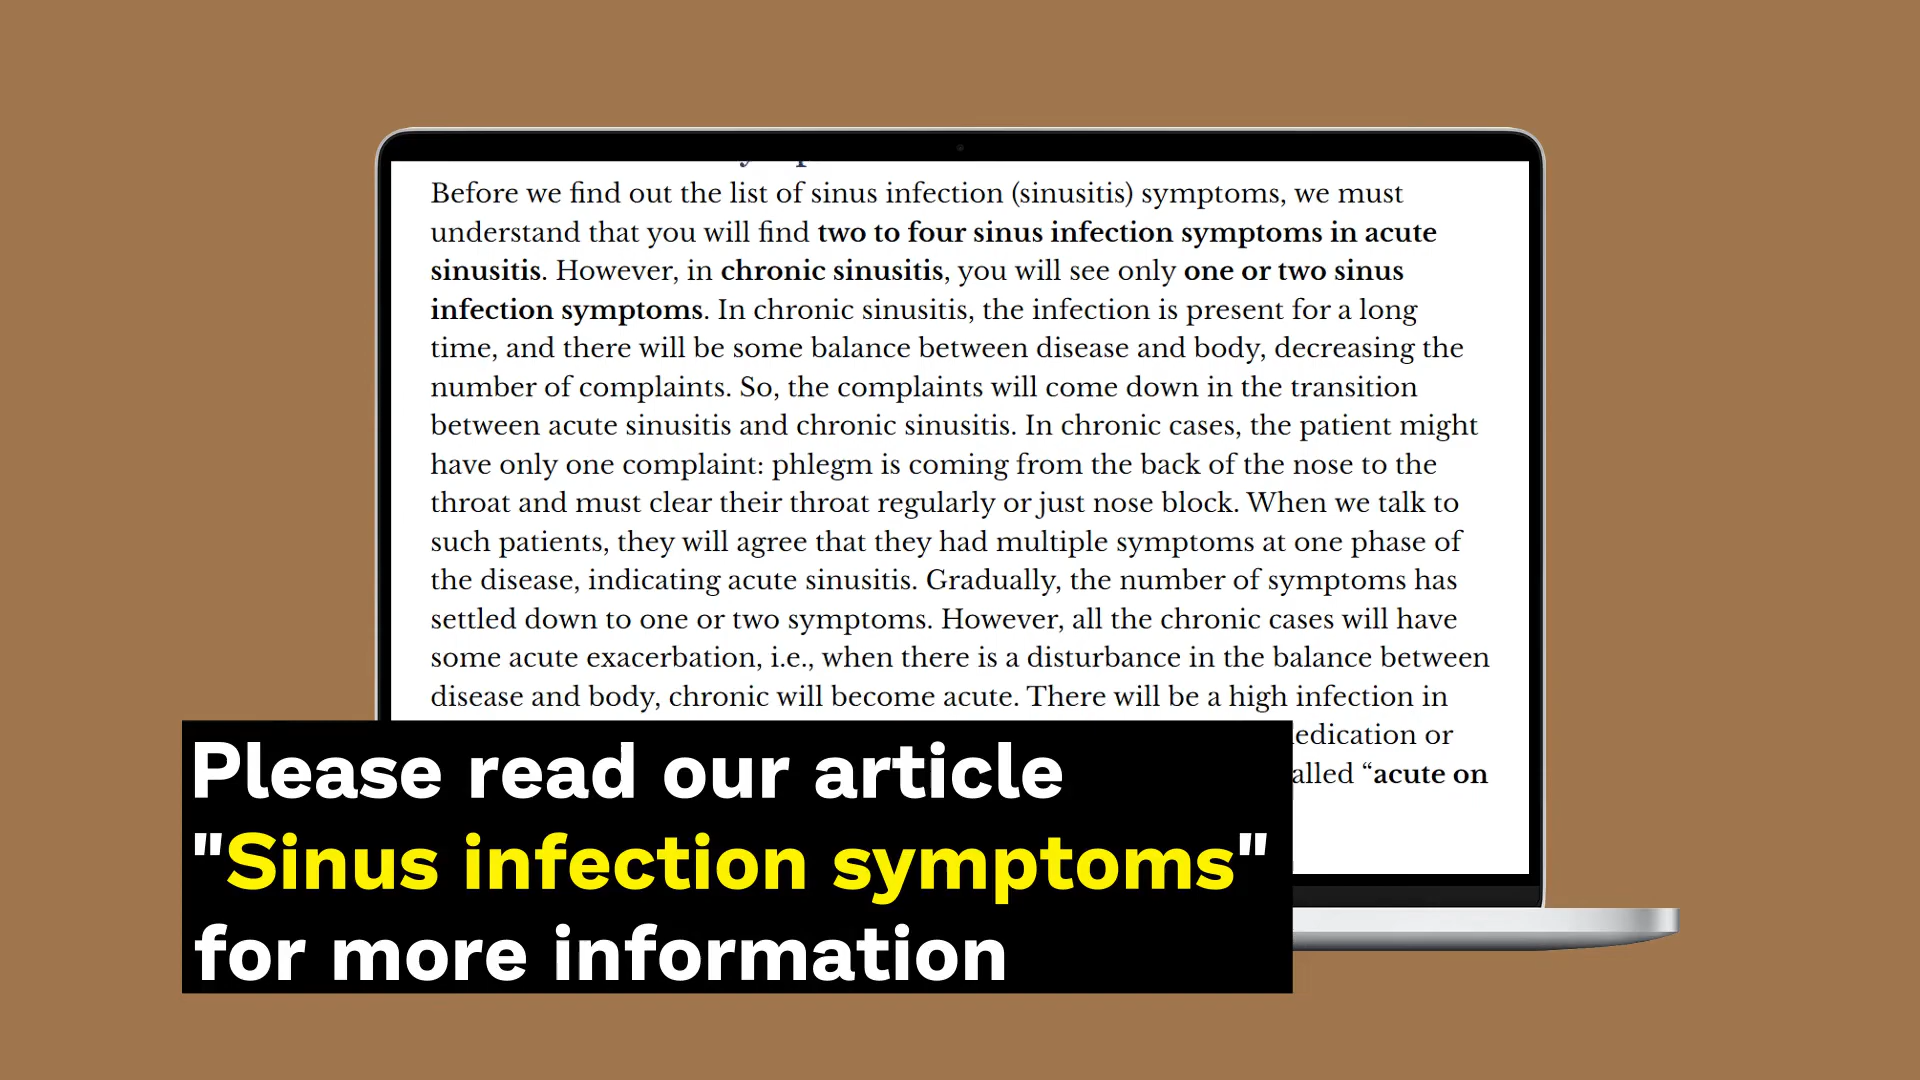 Before we find out the list of sinus infection (sinusitis) symptoms, we must
understand that you will find two to four sinus infection symptoms in acute
sinusitis. However, in chronic sinusitis, you will see only one or two sinus
infection symptoms. In chronic sinusitis, the infection is present for a long
time, and there will be some balance between disease and body, decreasing the
number of complaints. So, the complaints will come down in the transition
between acute sinusitis and chronic sinusitis. In chronic cases, the patient might
have only one complaint: phlegm is coming from the back of the nose to the
throat and must clear their throat regularly or just nose block. When we talk to
such patients, they will agree that they had multiple symptoms at one phase of
the disease, indicating acute sinusitis. Gradually, the number of symptoms has
settled down to one or two symptoms. However, all the chronic cases will have
some acute exacerbation, i.e., when there is a disturbance in the balance between
disease and body, chronic will become acute. There will be a high infection in
or
“acute on
Please read our article
"Sinus infection symptoms"
for more information